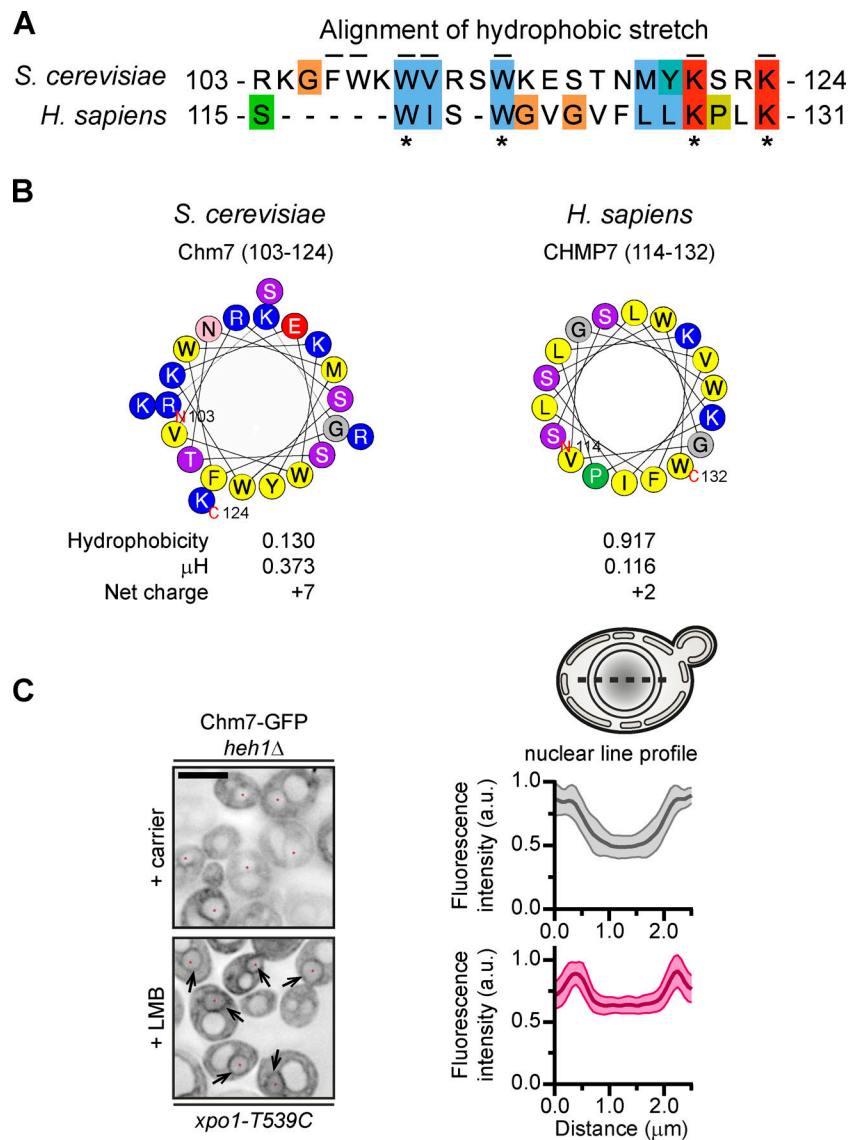 A
Alignment of hydrophobic stretch
S. cerevisiae 103 - RKGFWKWVRSWKESTNMYKSRK - 124
H. sapiens 115 - S-----WIS-WGVGVFLLKPLK - 131
* * * *
B
S. cerevisiae H. sapiens
Chm7 (103-124) CHMP7 (114-132)
S
N R K E S L W
W K G K
K M L V
K R S S W
N 103 L K
V G R S G
T S N 114
F W Y W V P I F W
K C 124 C 132
Hydrophobicity 0.130 0.917
μH 0.373 0.116
Net charge +7 +2
C
Chm7-GFP
heh1Δ
+ carrier
+ LMB
xpo1-T539C
nuclear line profile
Fluorescence intensity (a.u.)
1.0
0.5
0.0
0.0 1.0 2.0
Fluorescence intensity (a.u.)
1.0
0.5
0.0
0.0 1.0 2.0
Distance (μm)